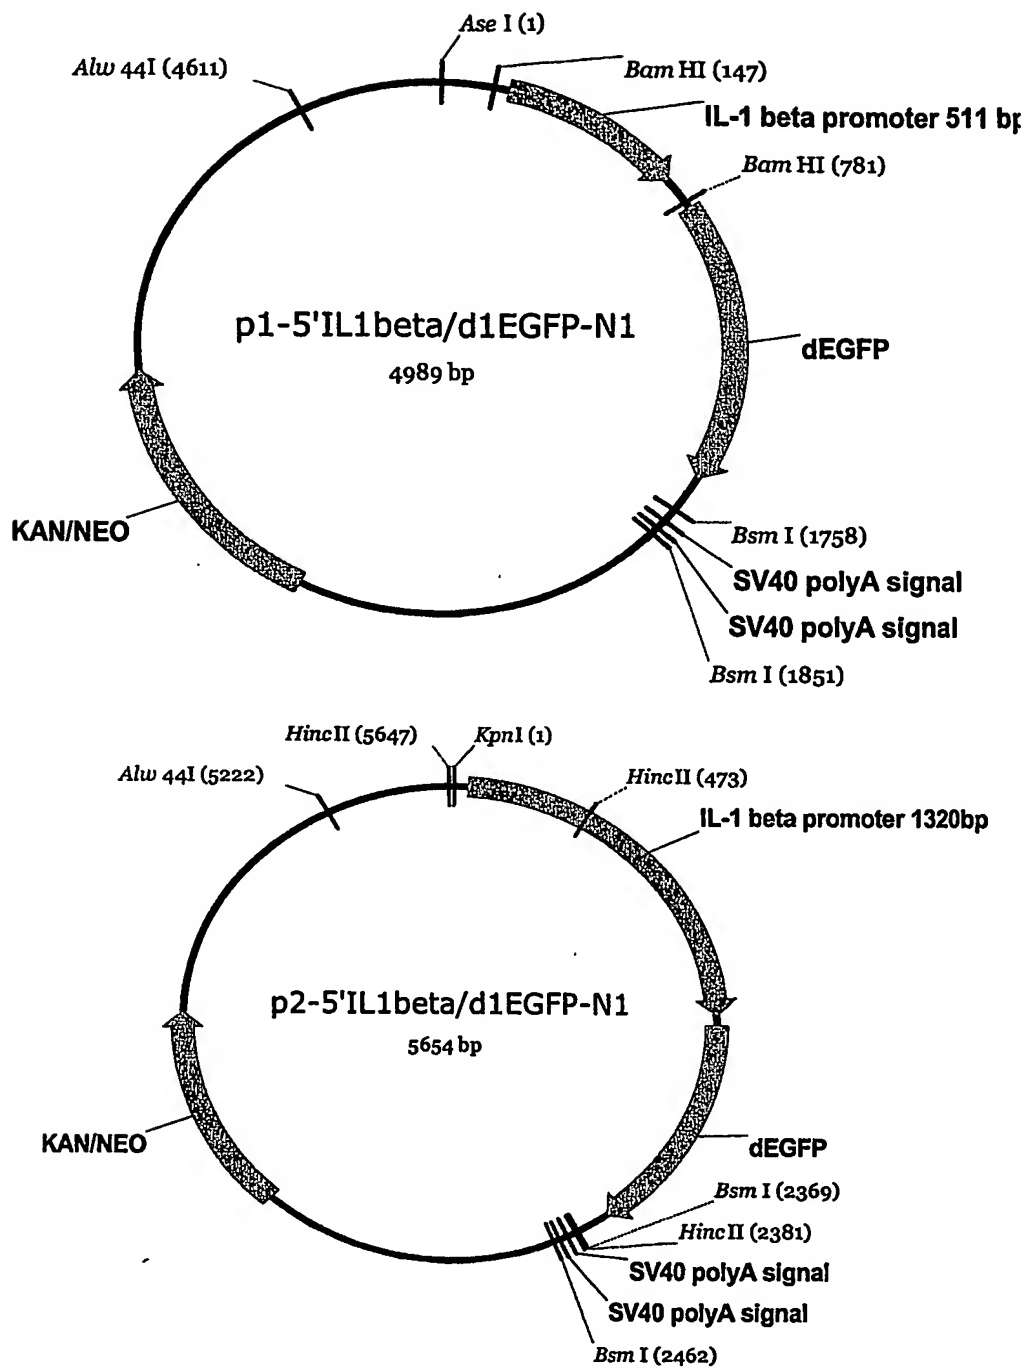 Ase I (1)
Alw 44I (4611)
Bam HI (147)
IL-1 beta promoter 511 bp
Bam HI (781)
p1-5'IL1beta/d1EGFP-N1
4989 bp
dEGFP
KAN/NEO
Bsm I (1758)
SV40 polyA signal
SV40 polyA signal
Bsm I (1851)
HincII (5647)
KpnI (1)
Alw 44I (5222)
HincII (473)
IL-1 beta promoter 1320bp
p2-5'IL1beta/d1EGFP-N1
5654 bp
KAN/NEO
dEGFP
Bsm I (2369)
HincII (2381)
SV40 polyA signal
SV40 polyA signal
Bsm I (2462)